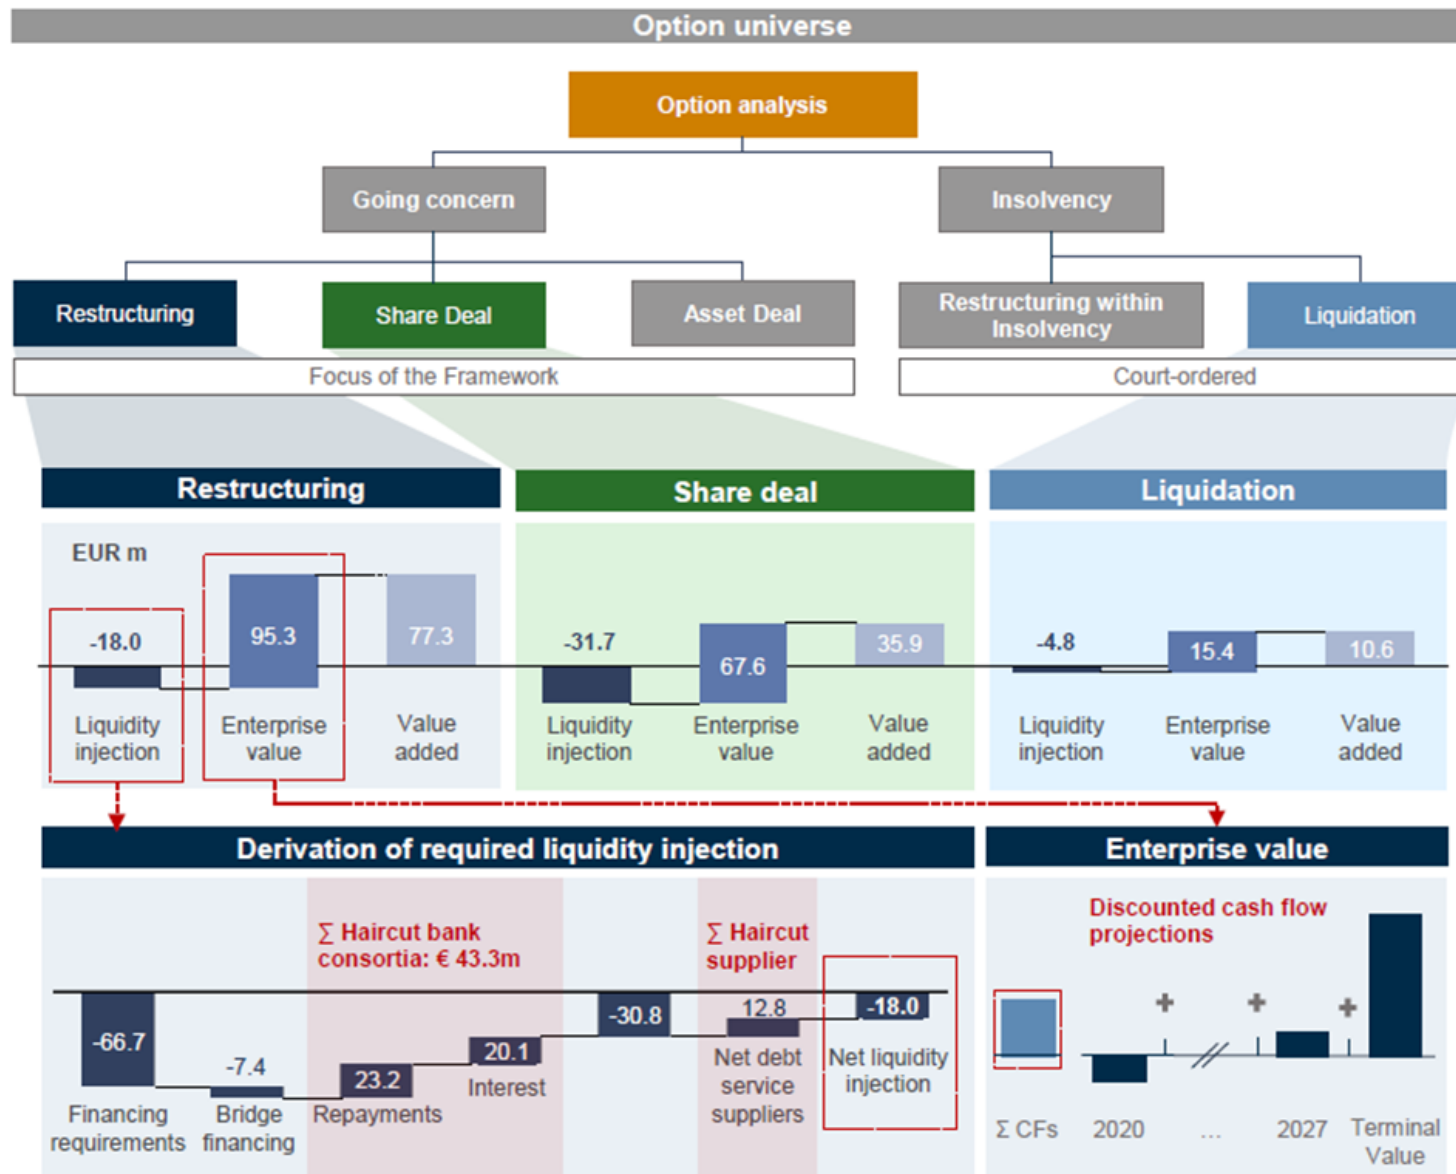 Option universe
Option analysis
Going concern
Insolvency
Restructuring
Share Deal
Asset Deal
Restructuring within
Insolvency
Liquidation
Focus of the Framework
Court-ordered
Restructuring
Share deal
Liquidation
EUR m
-18.0
95.3
77.3
Liquidity
injection
Enterprise
value
Value
added
-31.7
67.6
35.9
Liquidity
injection
Enterprise
value
Value
added
-4.8
15.4
10.6
Liquidity
injection
Enterprise
value
Value
added
Derivation of required liquidity injection
Enterprise value
∑ Haircut bank
consortia: € 43.3m
∑ Haircut
supplier
-66.7
-7.4
23.2
20.1
-30.8
12.8
-18.0
Financing
requirements
Bridge
financing
Repayments
Interest
Net debt
service
suppliers
Net liquidity
injection
Discounted cash flow
projections
+ + +
Σ CFs
2020
...
2027
Terminal
Value